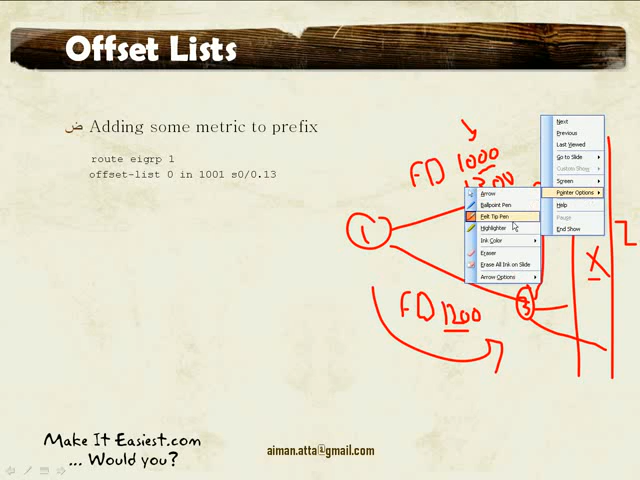 Offset Lists
ض Adding some metric to prefix
route eigrp 1
offset-list 0 in 1001 s0/0.13
FD 1000
1300
1
FD 1200
3
X
Next
Previous
Last Viewed
Go to Slide
Custom Show
Screen
Pointer Options
Help
Pause
End Show
Arrow
Ballpoint Pen
Felt Tip Pen
Highlighter
Ink Color
Eraser
Erase All Ink on Slide
Arrow Options
Make It Easiest.com
... Would you?
aiman.atta@gmail.com